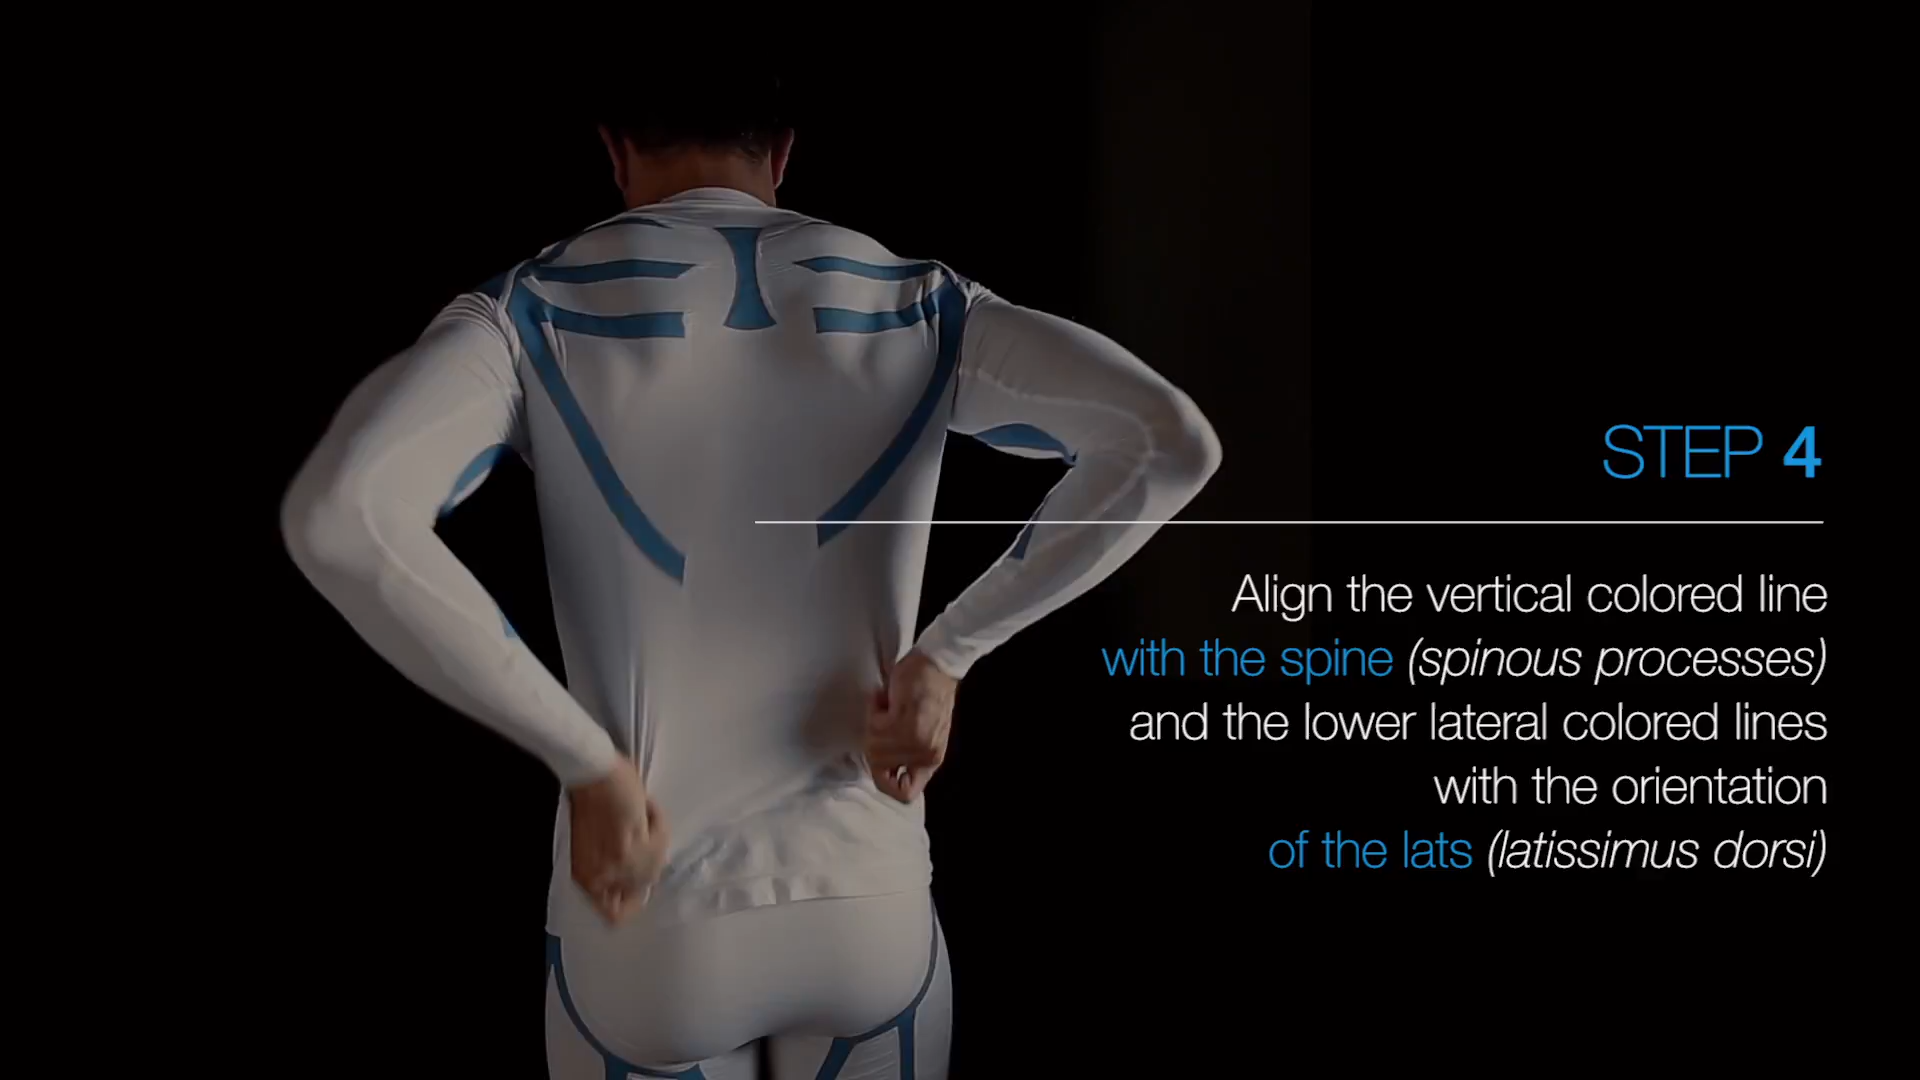 STEP 4
Align the vertical colored line
with the spine (spinous processes)
and the lower lateral colored lines
with the orientation
of the lats (latissimus dorsi)